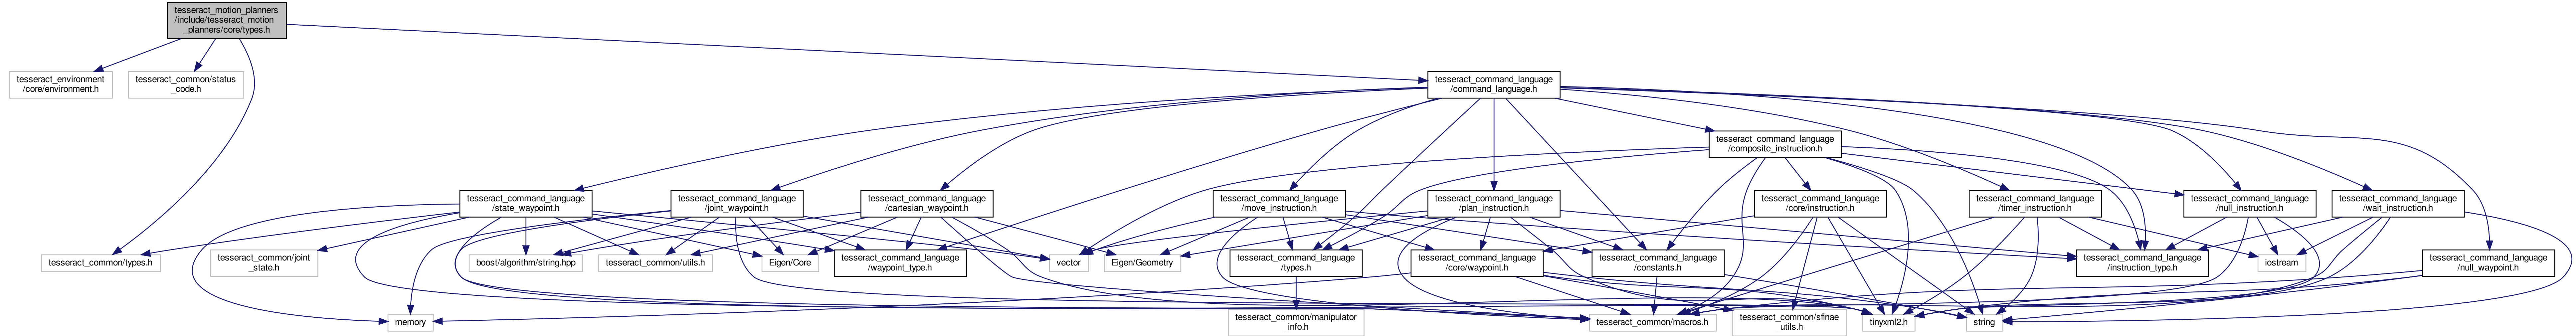 tesseract_motion_planners
/include/tesseract_motion
_planners/core/types.h
tesseract_environment
/core/environment.h
tesseract_common/status
_code.h
tesseract_command_language
/command_language.h
tesseract_command_language
/composite_instruction.h
tesseract_command_language
/state_waypoint.h
tesseract_command_language
/joint_waypoint.h
tesseract_command_language
/cartesian_waypoint.h
tesseract_command_language
/move_instruction.h
tesseract_command_language
/plan_instruction.h
tesseract_command_language
/core/instruction.h
tesseract_command_language
/timer_instruction.h
tesseract_command_language
/null_instruction.h
tesseract_command_language
/wait_instruction.h
tesseract_common/types.h
tesseract_common/joint
_state.h
boost/algorithm/string.hpp
tesseract_common/utils.h
Eigen/Core
tesseract_command_language
/waypoint_type.h
vector
Eigen/Geometry
tesseract_command_language
/types.h
tesseract_command_language
/core/waypoint.h
tesseract_command_language
/constants.h
tesseract_command_language
/instruction_type.h
iostream
tesseract_command_language
/null_waypoint.h
memory
tesseract_common/manipulator
_info.h
tesseract_common/macros.h
tesseract_common/sfinae
_utils.h
tinyxml2.h
string